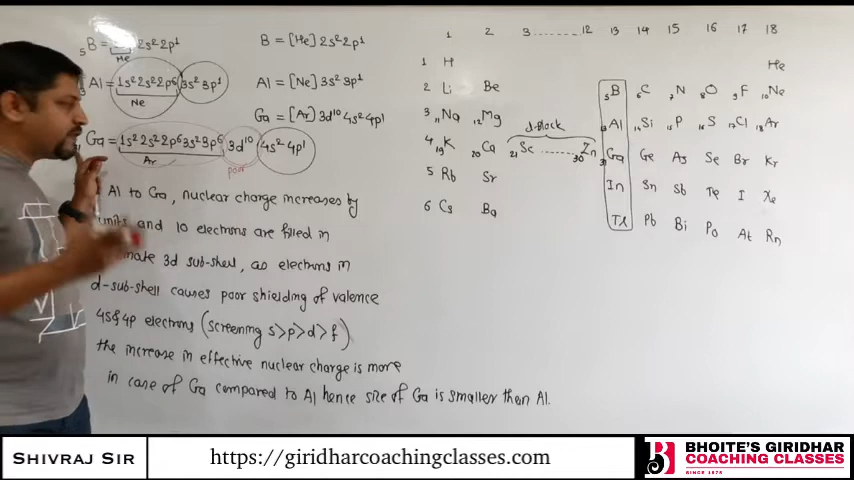 ₅B = 1s² 2s² 2p¹
He
B = [He] 2s² 2p¹
Al = 1s² 2s² 2p⁶ 3s² 3p¹
Ne
Al = [Ne] 3s² 3p¹
Ga = [Ar] 3d¹⁰ 4s² 4p¹
Ga = 1s² 2s² 2p⁶ 3s² 3p⁶ 3d¹⁰ 4s² 4p¹
Ar
poor
Al to Ga, nuclear charge increases by
units and 10 electrons are filled in
3d sub-shell, as electrons in
d-sub-shell causes poor shielding of valence
4s & 4p electrons (screening s>p>d>f)
the increase in effective nuclear charge is more
in case of Ga compared to Al hence size of Ga is smaller than Al.
1 2 3 ........ 12 13 14 15 16 17 18
1 H He
2 Li Be ₅B ₆C ₇N ₈O ₉F ₁₀Ne
3 ₁₁Na ₁₂Mg ₁₃Al ₁₄Si ₁₅P ₁₆S ₁₇Cl ₁₈Ar
d-block
4 ₁₉K ₂₀Ca ₂₁Sc ........ ₃₀Zn ₃₁Ga Ge As Se Br Kr
5 Rb Sr In Sn Sb Te I Xe
6 Cs Ba Tl Pb Bi Po At Rn
SHIVRAJ SIR
https://giridharcoachingclasses.com
BHOITE'S GIRIDHAR
COACHING CLASSES